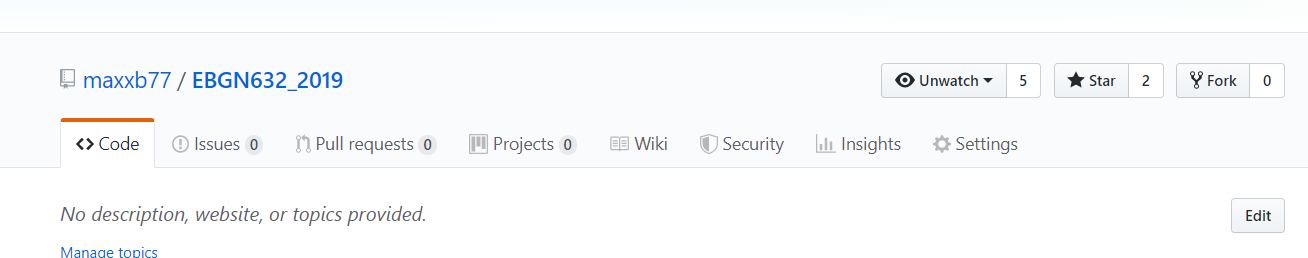 maxxb77 / EBGN632_2019 Unwatch 5 Star 2 Fork 0
Code Issues 0 Pull requests 0 Projects 0 Wiki Security Insights Settings
No description, website, or topics provided. Edit
Manage topics